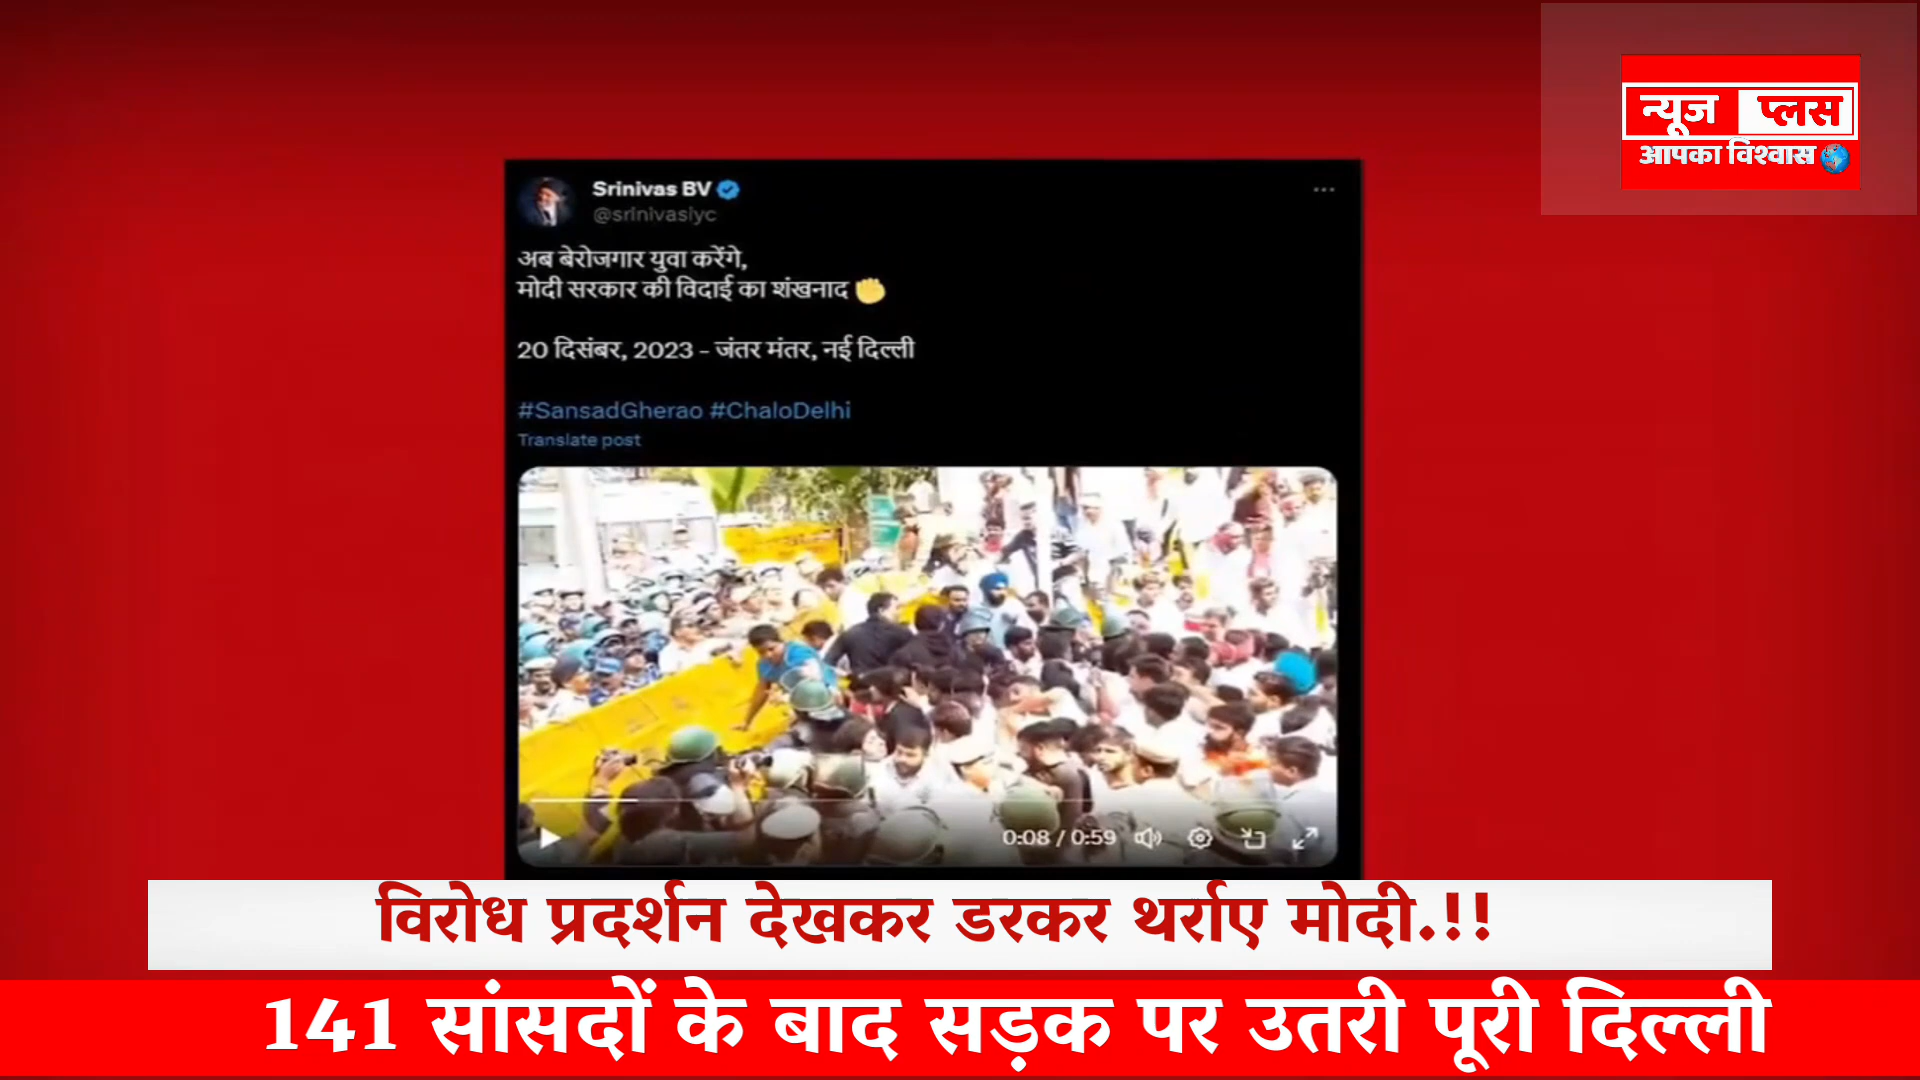 न्यूज प्लस
आपका विश्वास
Srinivas BV
@srinivasiyc
अब बेरोजगार युवा करेंगे,
मोदी सरकार की विदाई का शंखनाद ✊
20 दिसंबर, 2023 - जंतर मंतर, नई दिल्ली
#SansadGherao #ChaloDelhi
Translate post
0:08 / 0:59
विरोध प्रदर्शन देखकर डरकर थर्राए मोदी.!!
141 सांसदों के बाद सड़क पर उतरी पूरी दिल्ली